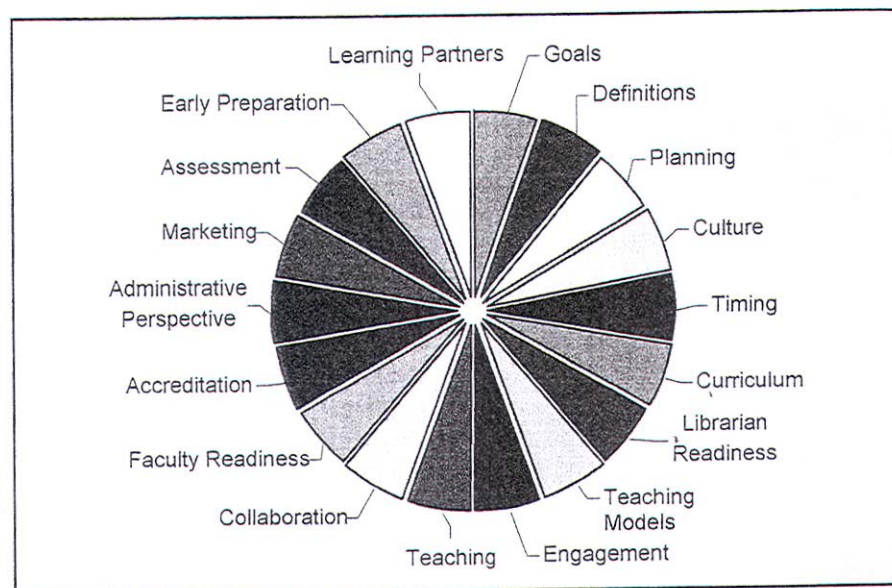 Learning Partners
Goals
Definitions
Planning
Culture
Timing
Curriculum
Librarian
Readiness
Teaching
Models
Engagement
Teaching
Collaboration
Faculty Readiness
Accreditation
Administrative
Perspective
Marketing
Assessment
Early Preparation